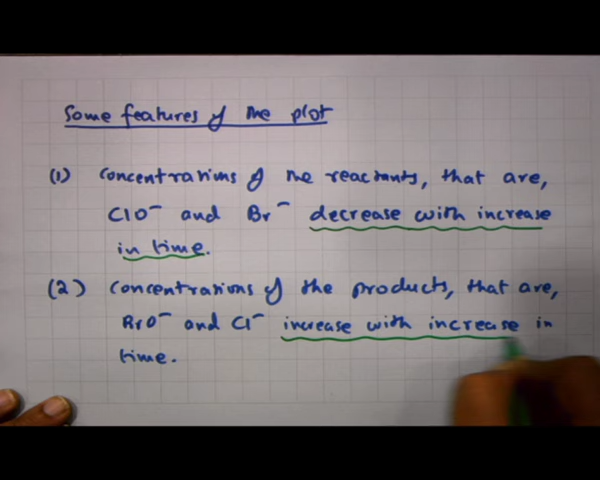 Some features of the plot
(1) Concentrations of the reactants, that are,
ClO⁻ and Br⁻ decrease with increase
in time.
(2) Concentrations of the products, that are,
BrO⁻ and Cl⁻ increase with increase in
time.